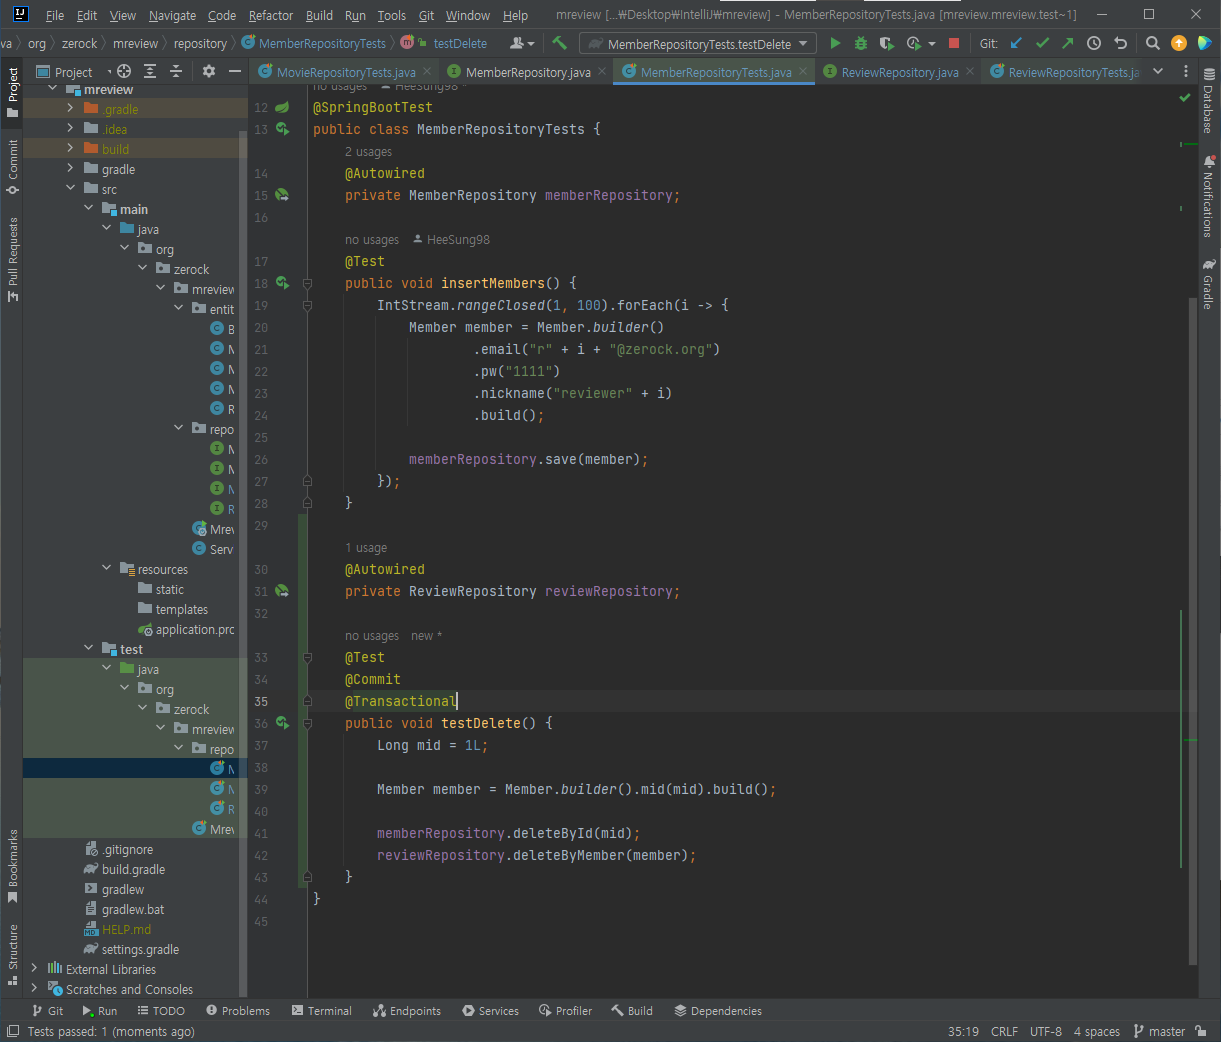 File Edit View Navigate Code Refactor Build Run Tools Git Window Help mreview [...₩Desktop₩IntelliJ₩mreview] - MemberRepositoryTests.java [mreview.mreview.test~1]
va org zerock mreview repository MemberRepositoryTests testDelete MemberRepositoryTests.testDelete Git:
Project MovieRepositoryTests.java MemberRepository.java MemberRepositoryTests.java ReviewRepository.java ReviewRepositoryTests.ja
Project
Commit
Pull Requests
Bookmarks
Structure
mreview
.gradle
.idea
build
gradle
src
main
java
org
zerock
mreview
entit
B
M
M
M
R
repo
M
M
M
R
Mrev
Serv
resources
static
templates
application.pro
test
java
org
zerock
mreview
repo
M
M
R
Mrev
.gitignore
build.gradle
gradlew
gradlew.bat
HELP.md
settings.gradle
External Libraries
Scratches and Consoles
no usages HeeSung98 *
12 @SpringBootTest
13 public class MemberRepositoryTests {
2 usages
14 @Autowired
15 private MemberRepository memberRepository;
16
no usages HeeSung98
17 @Test
18 public void insertMembers() {
19 IntStream.rangeClosed(1, 100).forEach(i -> {
20 Member member = Member.builder()
21 .email("r" + i + "@zerock.org")
22 .pw("1111")
23 .nickname("reviewer" + i)
24 .build();
25
26 memberRepository.save(member);
27 });
28 }
29
1 usage
30 @Autowired
31 private ReviewRepository reviewRepository;
32
no usages new *
33 @Test
34 @Commit
35 @Transactional
36 public void testDelete() {
37 Long mid = 1L;
38
39 Member member = Member.builder().mid(mid).build();
40
41 memberRepository.deleteById(mid);
42 reviewRepository.deleteByMember(member);
43 }
44 }
45
Database
Notifications
Gradle
Git Run TODO Problems Terminal Endpoints Services Profiler Build Dependencies
Tests passed: 1 (moments ago) 35:19 CRLF UTF-8 4 spaces master